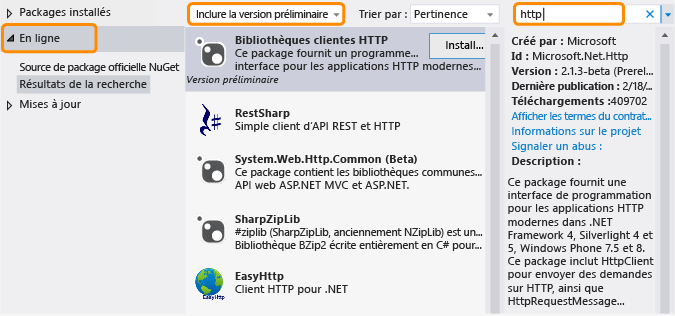 Packages installés
En ligne
Source de package officielle NuGet
Résultats de la recherche
Mises à jour
Inclure la version préliminaire
Trier par : Pertinence
Bibliothèques clientes HTTP
Ce package fournit un programme...
interface pour les applications HTTP modernes...
Version préliminaire
Install...
RestSharp
Simple client d'API REST et HTTP
System.Web.Http.Common (Beta)
Ce package contient les bibliothèques communes...
API web ASP.NET MVC et ASP.NET.
SharpZipLib
#ziplib (SharpZipLib, anciennement NZipLib) est un...
Bibliothèque BZip2 écrite entièrement en C# pour...
EasyHttp
EasyHttp
Client HTTP pour .NET
http
Créé par : Microsoft
Id : Microsoft.Net.Http
Version : 2.1.3-beta (Prerel...
Dernière publication : 2/18/...
Téléchargements :409702
Afficher les termes du contrat...
Informations sur le projet
Signaler un abus :
Description :
Ce package fournit une
interface de programmation
pour les applications HTTP
modernes dans .NET
Framework 4, Silverlight 4 et
5, Windows Phone 7.5 et 8.
Ce package inclut HttpClient
pour envoyer des demandes
sur HTTP, ainsi que
HttpRequestMessage...